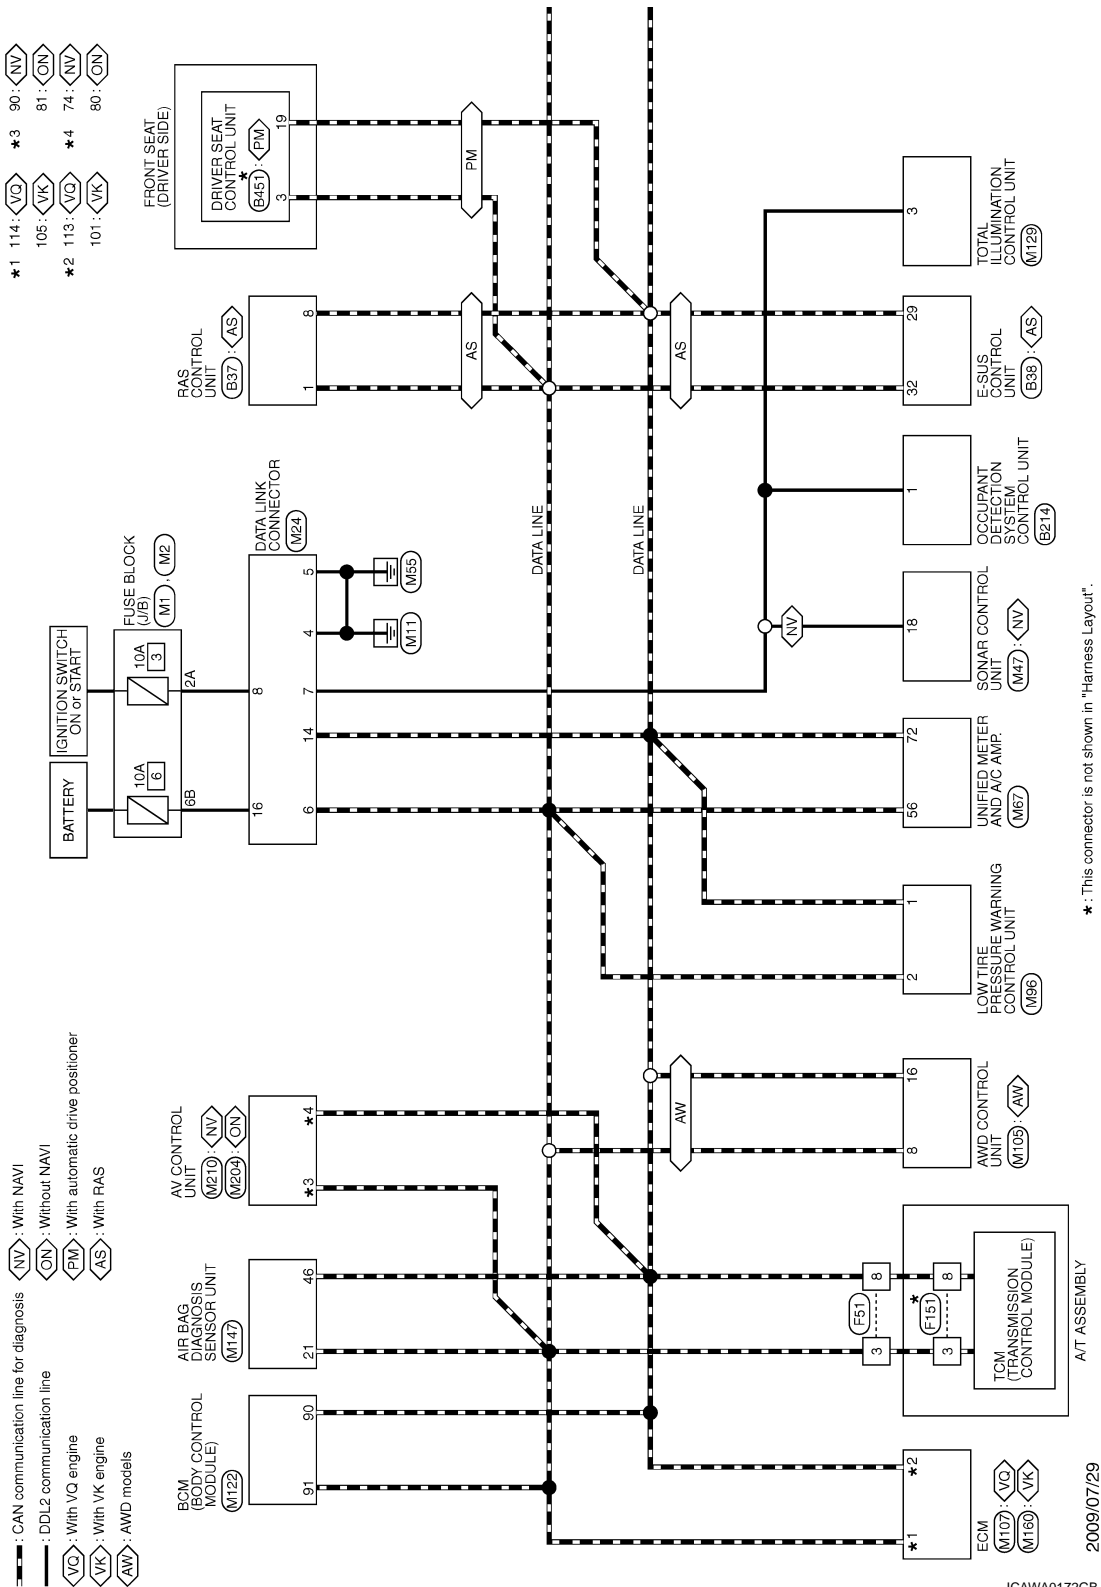 : CAN communication line for diagnosis
: DDL2 communication line
VQ : With VQ engine
VK : With VK engine
AW : AWD models
NV : With NAVI
ON : Without NAVI
PM : With automatic drive positioner
AS : With RAS
★1 114 : VQ
105 : VK
★2 113 : VQ
101 : VK
★3 90 : NV
81 : ON
★4 74 : NV
80 : ON
BATTERY
IGNITION SWITCH
ON or START
10A
6
10A
3
FUSE BLOCK
(J/B)
M1 , M2
6B
2A
BCM
(BODY CONTROL
MODULE)
M122
91
90
AIR BAG
DIAGNOSIS
SENSOR UNIT
M147
21
46
AV CONTROL
UNIT
M210 : NV
M204 : ON
★3
★4
16
8
DATA LINK
CONNECTOR
M24
6
14
7
4
5
M11
M55
RAS
CONTROL
UNIT
B37 : AS
1
8
FRONT SEAT
(DRIVER SIDE)
DRIVER SEAT
CONTROL UNIT
★
B451 : PM
3
19
AS
PM
DATA LINE
DATA LINE
AW
AS
NV
★1
★2
ECM
M107 : VQ
M160 : VK
3
F51
8
3
★
F151
8
TCM
(TRANSMISSION
CONTROL MODULE)
A/T ASSEMBLY
8
16
AWD CONTROL
UNIT
M105 : AW
2
1
LOW TIRE
PRESSURE WARNING
CONTROL UNIT
M96
56
72
UNIFIED METER
AND A/C AMP.
M67
18
SONAR CONTROL
UNIT
M47 : NV
1
OCCUPANT
DETECTION
SYSTEM
CONTROL UNIT
B214
32
29
E-SUS
CONTROL
UNIT
B38 : AS
3
TOTAL
ILLUMINATION
CONTROL UNIT
M129
★ : This connector is not shown in "Harness Layout".
2009/07/29